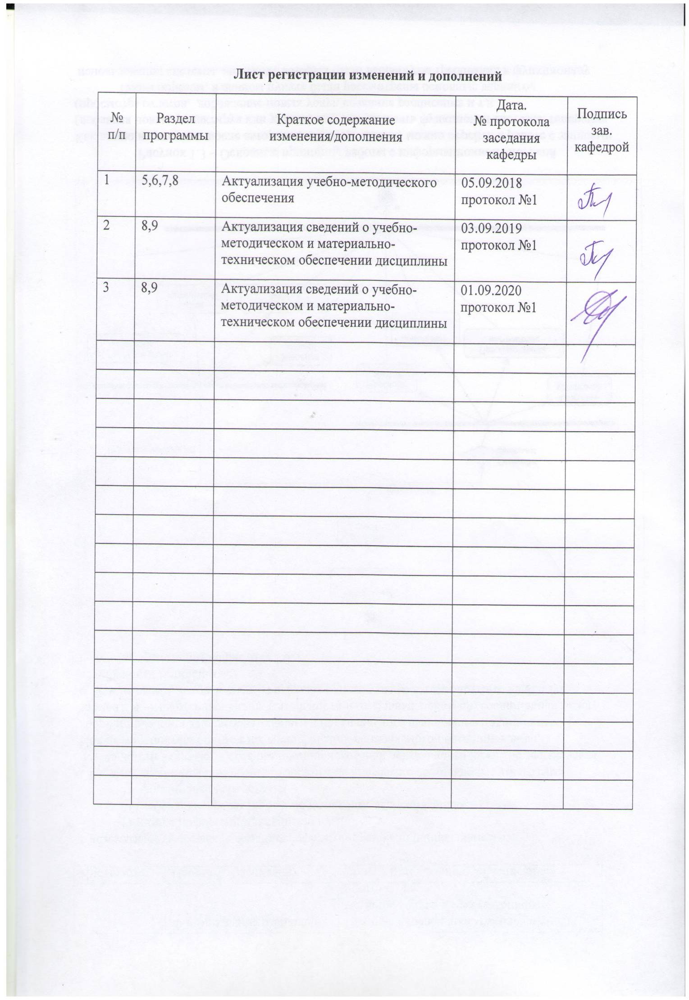 Лист регистрации изменений и дополнений
№
п/п
Раздел
программы
Краткое содержание
изменения/дополнения
Дата.
№ протокола
заседания
кафедры
Подпись
зав.
кафедрой
1
5,6,7,8
Актуализация учебно-методического
обеспечения
05.09.2018
протокол №1
2
8,9
Актуализация сведений о учебно-
методическом и материально-
техническом обеспечении дисциплины
03.09.2019
протокол №1
3
8,9
Актуализация сведений о учебно-
методическом и материально-
техническом обеспечении дисциплины
01.09.2020
протокол №1